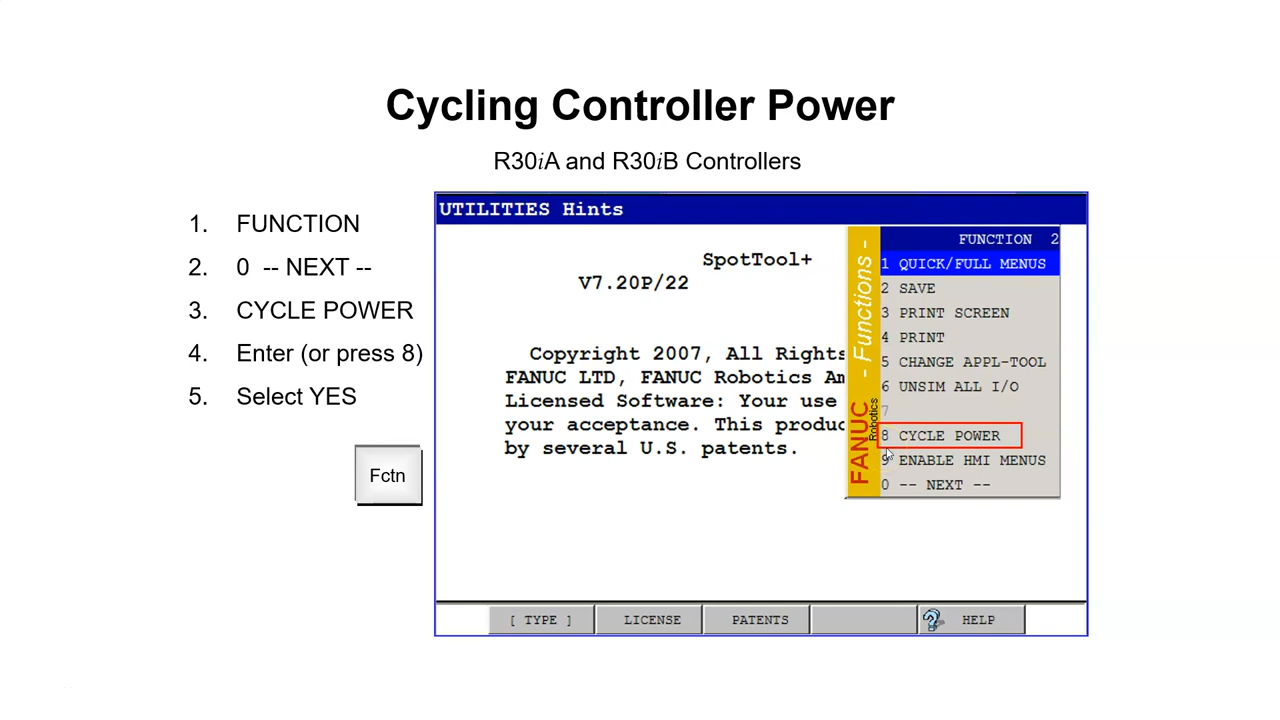 Cycling Controller Power
R30iA and R30iB Controllers
1. FUNCTION
2. 0 -- NEXT --
3. CYCLE POWER
4. Enter (or press 8)
5. Select YES
Fctn
UTILITIES Hints
SpotTool+
V7.20P/22
Copyright 2007, All Rights
FANUC LTD, FANUC Robotics Am
Licensed Software: Your use
your acceptance. This produc
by several U.S. patents.
FANUC Robotics - Functions -
FUNCTION 2
1 QUICK/FULL MENUS
2 SAVE
3 PRINT SCREEN
4 PRINT
5 CHANGE APPL-TOOL
6 UNSIM ALL I/O
7
8 CYCLE POWER
9 ENABLE HMI MENUS
0 -- NEXT --
[ TYPE ] LICENSE PATENTS HELP